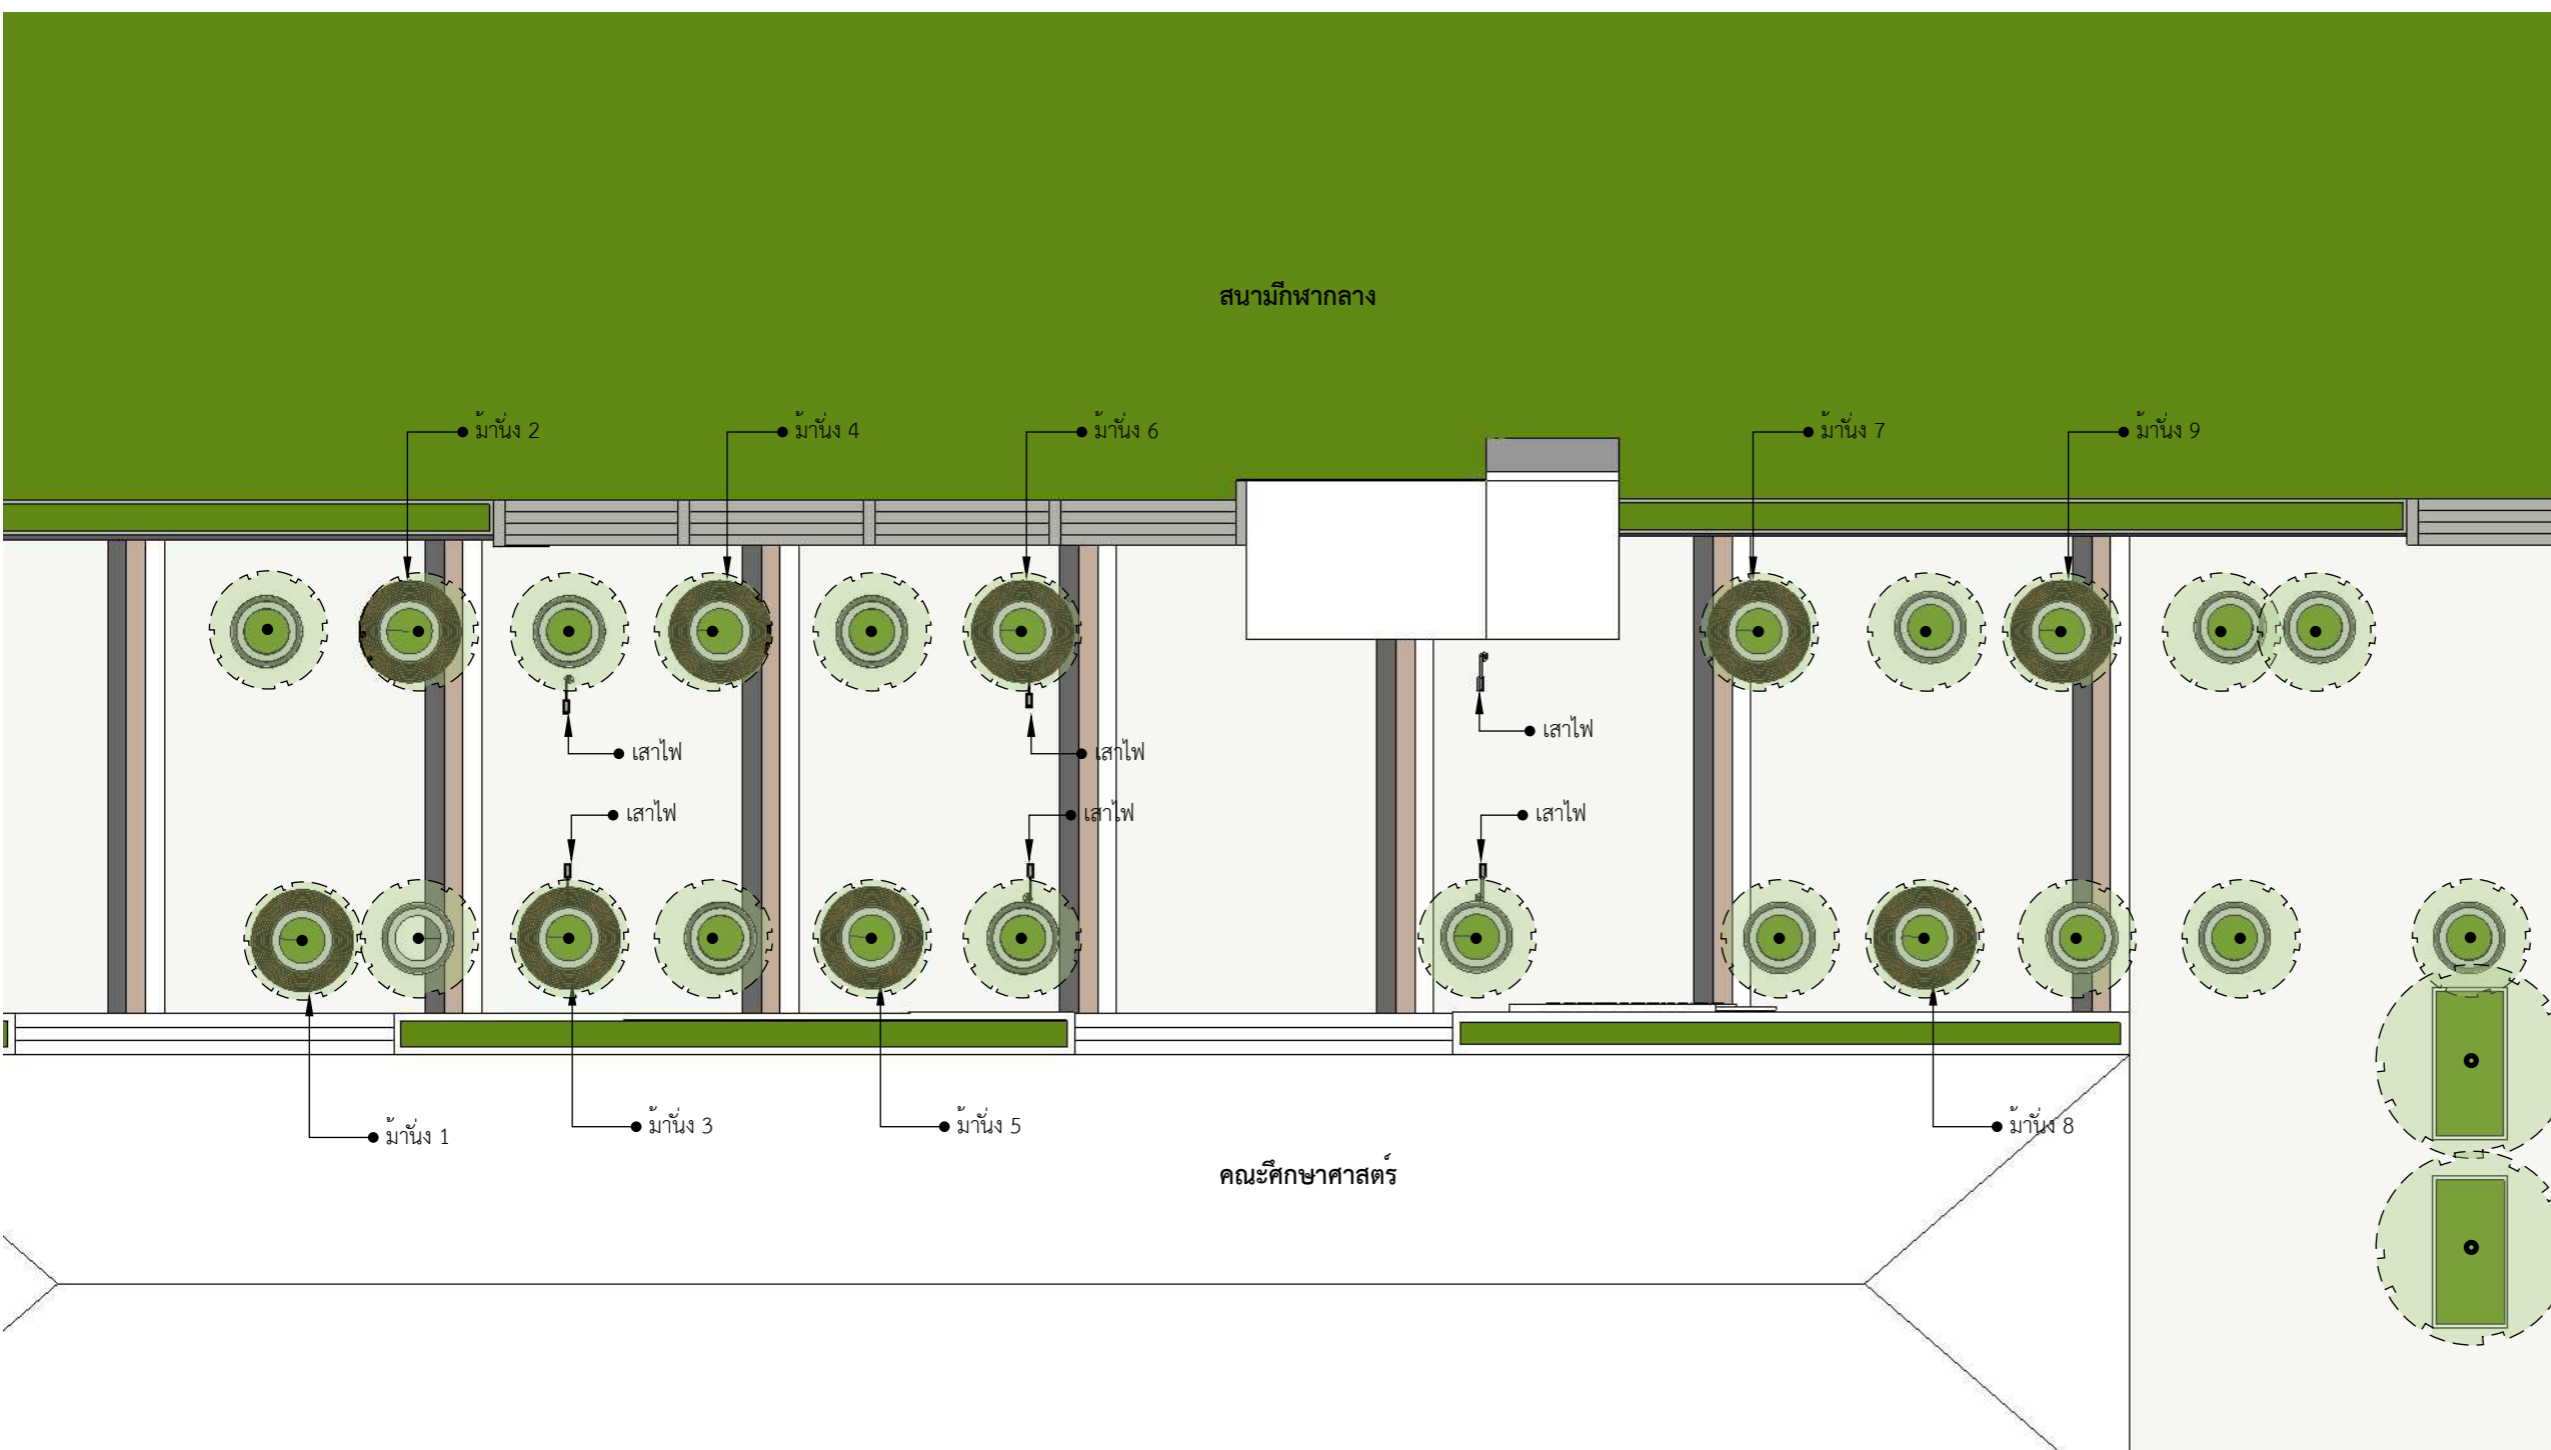 สนามกีฬากลาง
ม้านั่ง 2
ม้านั่ง 4
ม้านั่ง 6
ม้านั่ง 7
ม้านั่ง 9
เสาไฟ
เสาไฟ
เสาไฟ
เสาไฟ
เสาไฟ
เสาไฟ
ม้านั่ง 1
ม้านั่ง 3
ม้านั่ง 5
ม้านั่ง 8
คณะศึกษาศาสตร์